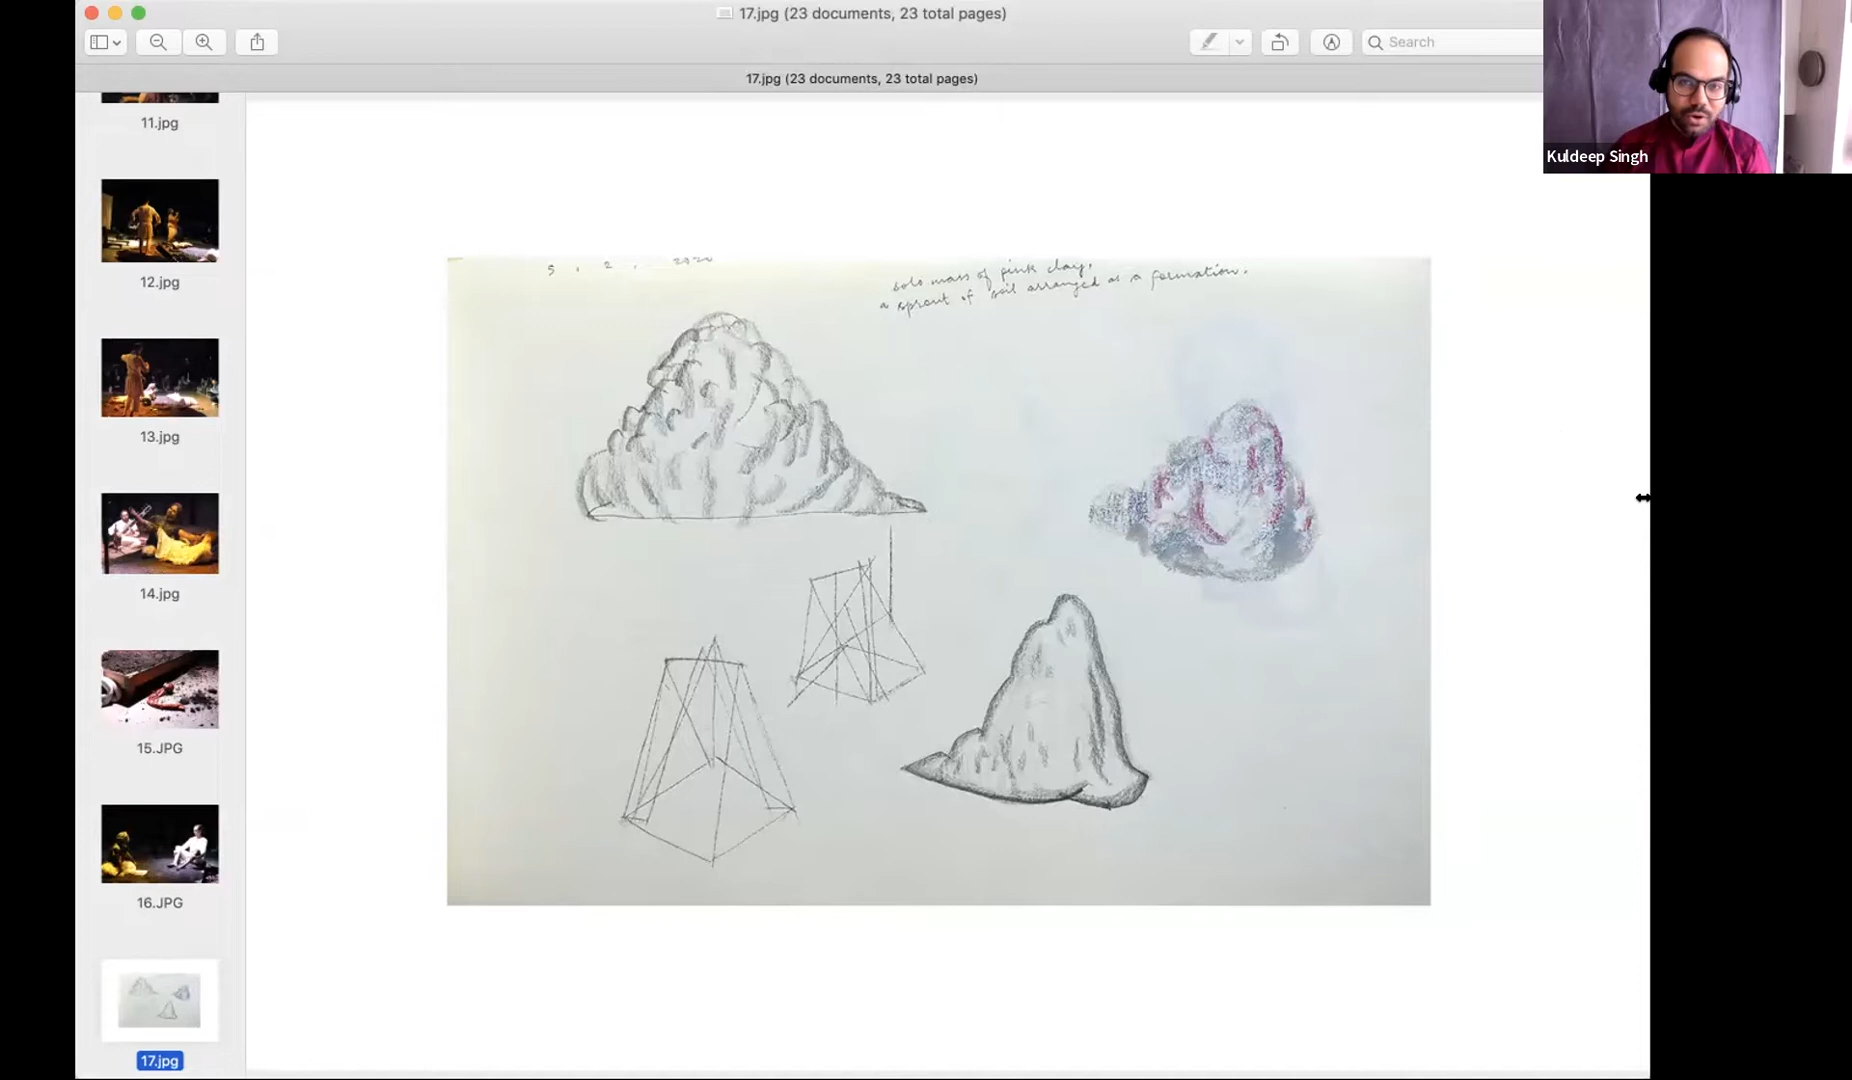 17.jpg (23 documents, 23 total pages)
Search
17.jpg (23 documents, 23 total pages)
Kuldeep Singh
11.jpg
12.jpg
13.jpg
14.jpg
15.JPG
16.JPG
17.jpg
5 . 2 . 2020
solo mass of pink clay.
a sprout of soil arranged as a formation.